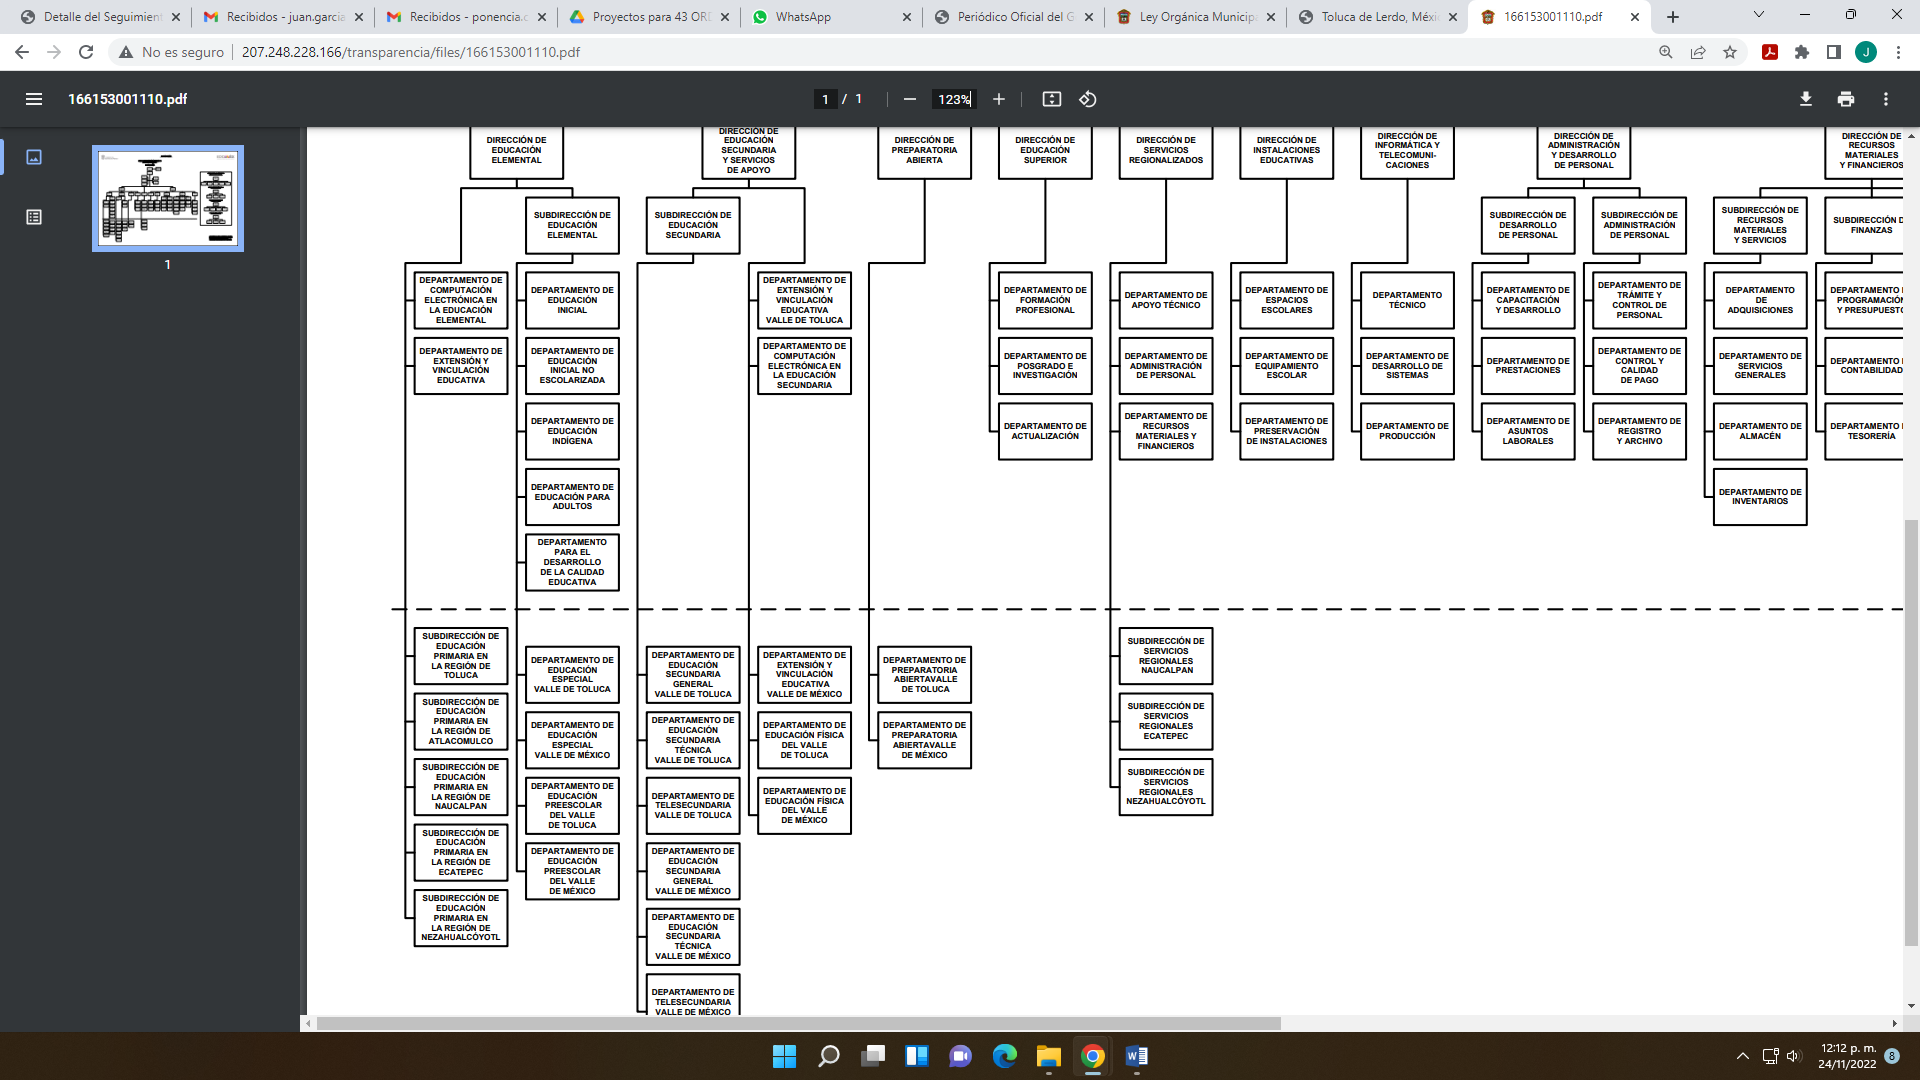 Detalle del Seguimient
Recibidos - juan.garcia
Recibidos - ponencia.c
Proyectos para 43 ORD
WhatsApp
Periódico Oficial del G
Ley Orgánica Municipa
Toluca de Lerdo, Méxi
166153001110.pdf
No es seguro
207.248.228.166/transparencia/files/166153001110.pdf
J
166153001110.pdf
1 / 1
123%
1
DIRECCIÓN DE
EDUCACIÓN
ELEMENTAL
DIRECCIÓN DE
EDUCACIÓN
SECUNDARIA
Y SERVICIOS
DE APOYO
DIRECCIÓN DE
PREPARATORIA
ABIERTA
DIRECCIÓN DE
EDUCACIÓN
SUPERIOR
DIRECCIÓN DE
SERVICIOS
REGIONALIZADOS
DIRECCIÓN DE
INSTALACIONES
EDUCATIVAS
DIRECCIÓN DE
INFORMÁTICA Y
TELECOMUNI-
CACIONES
DIRECCIÓN DE
ADMINISTRACIÓN
Y DESARROLLO
DE PERSONAL
DIRECCIÓN DE
RECURSOS
MATERIALES
Y FINANCIEROS
SUBDIRECCIÓN DE
EDUCACIÓN
ELEMENTAL
SUBDIRECCIÓN DE
EDUCACIÓN
SECUNDARIA
SUBDIRECCIÓN DE
DESARROLLO
DE PERSONAL
SUBDIRECCIÓN DE
ADMINISTRACIÓN
DE PERSONAL
SUBDIRECCIÓN DE
RECURSOS
MATERIALES
Y SERVICIOS
SUBDIRECCIÓN D
FINANZAS
DEPARTAMENTO DE
COMPUTACIÓN
ELECTRÓNICA EN
LA EDUCACIÓN
ELEMENTAL
DEPARTAMENTO DE
EDUCACIÓN
INICIAL
DEPARTAMENTO DE
EXTENSIÓN Y
VINCULACIÓN
EDUCATIVA
VALLE DE TOLUCA
DEPARTAMENTO DE
FORMACIÓN
PROFESIONAL
DEPARTAMENTO DE
APOYO TÉCNICO
DEPARTAMENTO DE
ESPACIOS
ESCOLARES
DEPARTAMENTO
TÉCNICO
DEPARTAMENTO DE
CAPACITACIÓN
Y DESARROLLO
DEPARTAMENTO DE
TRÁMITE Y
CONTROL DE
PERSONAL
DEPARTAMENTO
DE
ADQUISICIONES
DEPARTAMENTO
PROGRAMACIÓN
Y PRESUPUESTO
DEPARTAMENTO DE
EXTENSIÓN Y
VINCULACIÓN
EDUCATIVA
DEPARTAMENTO DE
EDUCACIÓN
INICIAL NO
ESCOLARIZADA
DEPARTAMENTO DE
COMPUTACIÓN
ELECTRÓNICA EN
LA EDUCACIÓN
SECUNDARIA
DEPARTAMENTO DE
POSGRADO E
INVESTIGACIÓN
DEPARTAMENTO DE
ADMINISTRACIÓN
DE PERSONAL
DEPARTAMENTO DE
EQUIPAMIENTO
ESCOLAR
DEPARTAMENTO DE
DESARROLLO DE
SISTEMAS
DEPARTAMENTO DE
PRESTACIONES
DEPARTAMENTO DE
CONTROL Y
CALIDAD
DE PAGO
DEPARTAMENTO DE
SERVICIOS
GENERALES
DEPARTAMENTO
CONTABILIDAD
DEPARTAMENTO DE
EDUCACIÓN
INDÍGENA
DEPARTAMENTO DE
ACTUALIZACIÓN
DEPARTAMENTO DE
RECURSOS
MATERIALES Y
FINANCIEROS
DEPARTAMENTO DE
PRESERVACIÓN
DE INSTALACIONES
DEPARTAMENTO DE
PRODUCCIÓN
DEPARTAMENTO DE
ASUNTOS
LABORALES
DEPARTAMENTO DE
REGISTRO
Y ARCHIVO
DEPARTAMENTO DE
ALMACÉN
DEPARTAMENTO
TESORERÍA
DEPARTAMENTO DE
EDUCACIÓN PARA
ADULTOS
DEPARTAMENTO DE
INVENTARIOS
DEPARTAMENTO
PARA EL
DESARROLLO
DE LA CALIDAD
EDUCATIVA
SUBDIRECCIÓN DE
EDUCACIÓN
PRIMARIA EN
LA REGIÓN DE
TOLUCA
DEPARTAMENTO DE
EDUCACIÓN
ESPECIAL
VALLE DE TOLUCA
DEPARTAMENTO DE
EDUCACIÓN
SECUNDARIA
GENERAL
VALLE DE TOLUCA
DEPARTAMENTO DE
EXTENSIÓN Y
VINCULACIÓN
EDUCATIVA
VALLE DE MÉXICO
DEPARTAMENTO DE
PREPARATORIA
ABIERTAVALLE
DE TOLUCA
SUBDIRECCIÓN DE
SERVICIOS
REGIONALES
NAUCALPAN
SUBDIRECCIÓN DE
EDUCACIÓN
PRIMARIA EN
LA REGIÓN DE
ATLACOMULCO
DEPARTAMENTO DE
EDUCACIÓN
ESPECIAL
VALLE DE MÉXICO
DEPARTAMENTO DE
EDUCACIÓN
SECUNDARIA
TÉCNICA
VALLE DE TOLUCA
DEPARTAMENTO DE
EDUCACIÓN FÍSICA
DEL VALLE
DE TOLUCA
DEPARTAMENTO DE
PREPARATORIA
ABIERTAVALLE
DE MÉXICO
SUBDIRECCIÓN DE
SERVICIOS
REGIONALES
ECATEPEC
SUBDIRECCIÓN DE
EDUCACIÓN
PRIMARIA EN
LA REGIÓN DE
NAUCALPAN
DEPARTAMENTO DE
EDUCACIÓN
PREESCOLAR
DEL VALLE
DE TOLUCA
DEPARTAMENTO DE
TELESECUNDARIA
VALLE DE TOLUCA
DEPARTAMENTO DE
EDUCACIÓN FÍSICA
DEL VALLE
DE MÉXICO
SUBDIRECCIÓN DE
SERVICIOS
REGIONALES
NEZAHUALCÓYOTL
SUBDIRECCIÓN DE
EDUCACIÓN
PRIMARIA EN
LA REGIÓN DE
ECATEPEC
DEPARTAMENTO DE
EDUCACIÓN
PREESCOLAR
DEL VALLE
DE MÉXICO
DEPARTAMENTO DE
EDUCACIÓN
SECUNDARIA
GENERAL
VALLE DE MÉXICO
SUBDIRECCIÓN DE
EDUCACIÓN
PRIMARIA EN
LA REGIÓN DE
NEZAHUALCÓYOTL
DEPARTAMENTO DE
EDUCACIÓN
SECUNDARIA
TÉCNICA
VALLE DE MÉXICO
DEPARTAMENTO DE
TELESECUNDARIA
VALLE DE MÉXICO
12:12 p. m.
24/11/2022
8